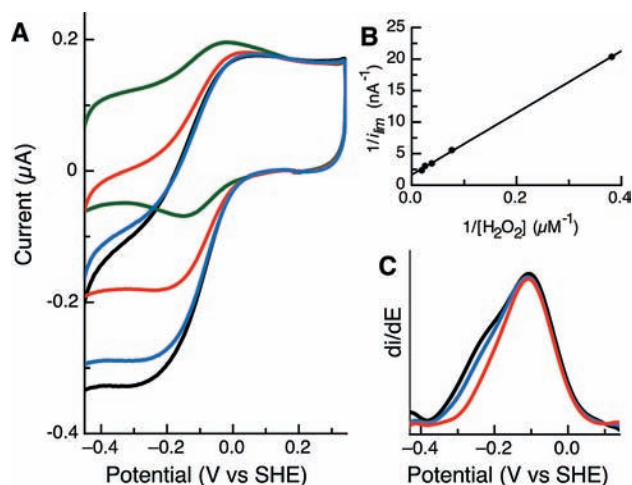 A
0.2
0
-0.2
-0.4
Current (µA)
-0.4
-0.2
0.0
0.2
Potential (V vs SHE)
B
25
20
15
10
5
0
1/i_lim (nA⁻¹)
0
0.2
0.4
1/[H₂O₂] (µM⁻¹)
C
di/dE
-0.4
-0.2
0.0
Potential (V vs SHE)